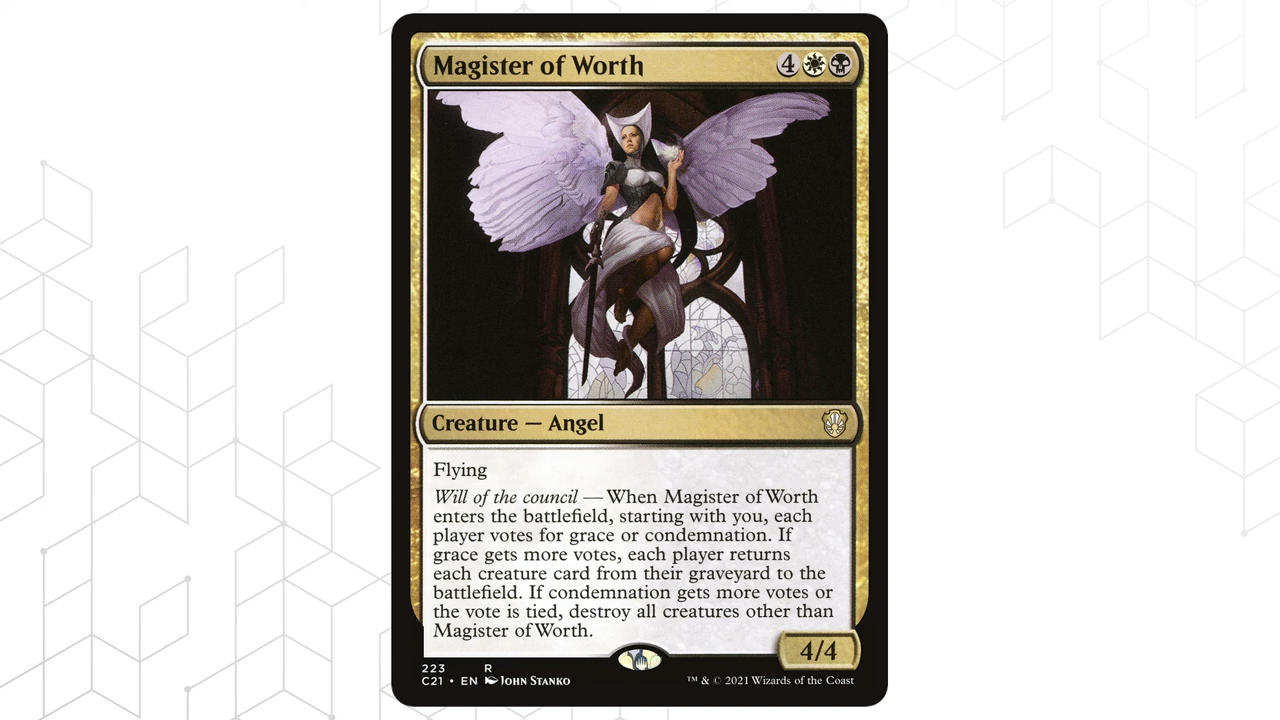 Magister of Worth 4
Creature — Angel
Flying
Will of the council — When Magister of Worth
enters the battlefield, starting with you, each
player votes for grace or condemnation. If
grace gets more votes, each player returns
each creature card from their graveyard to the
battlefield. If condemnation gets more votes or
the vote is tied, destroy all creatures other than
Magister of Worth.
4/4
223 R
C21 • EN John Stanko
™ & © 2021 Wizards of the Coast